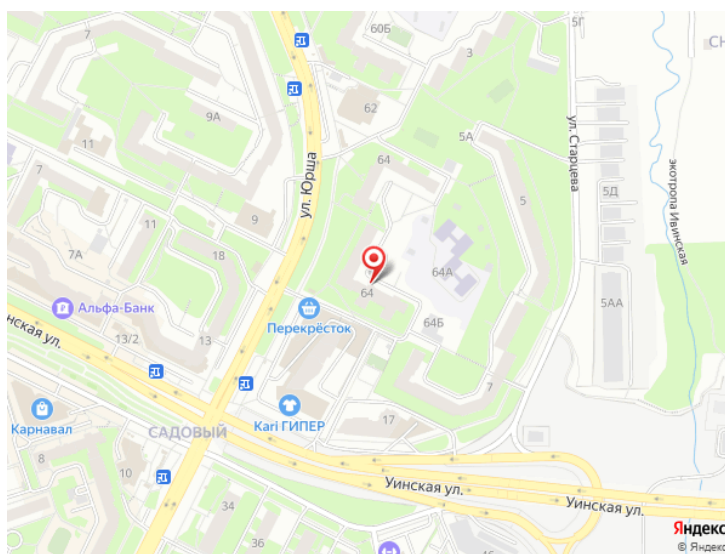 5Г
60Б
СН
3
9А
62
ул. Старцева
11
5А
7
64
ул. Юрша
экотропа Ивинская
5
5Д
11
9
7А
18
64А
64
5АА
Альфа-Банк
Перекрёсток
64Б
нская ул.
13/2
13
7
Карнавал
Kari ГИПЕР
17
САДОВЫЙ
8
10
Уинская ул.
Уинская ул.
34
36
Яндекс
© Яндекс